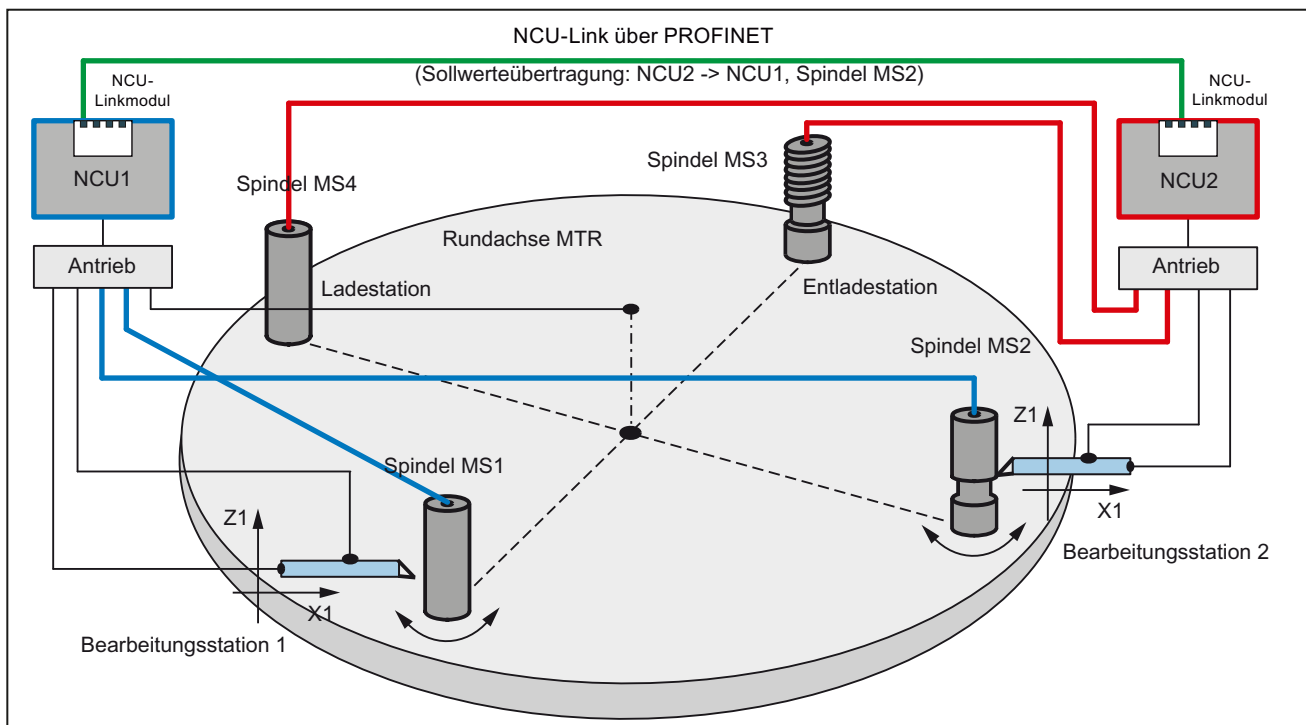 NCU-Link über PROFINET
(Sollwerteübertragung: NCU2 -> NCU1, Spindel MS2)
NCU-
Linkmodul
NCU-
Linkmodul
NCU1
NCU2
Spindel MS3
Spindel MS4
Rundachse MTR
Antrieb
Antrieb
Ladestation
Entladestation
Spindel MS2
Z1
X1
Spindel MS1
Z1
X1
Bearbeitungsstation 2
Bearbeitungsstation 1